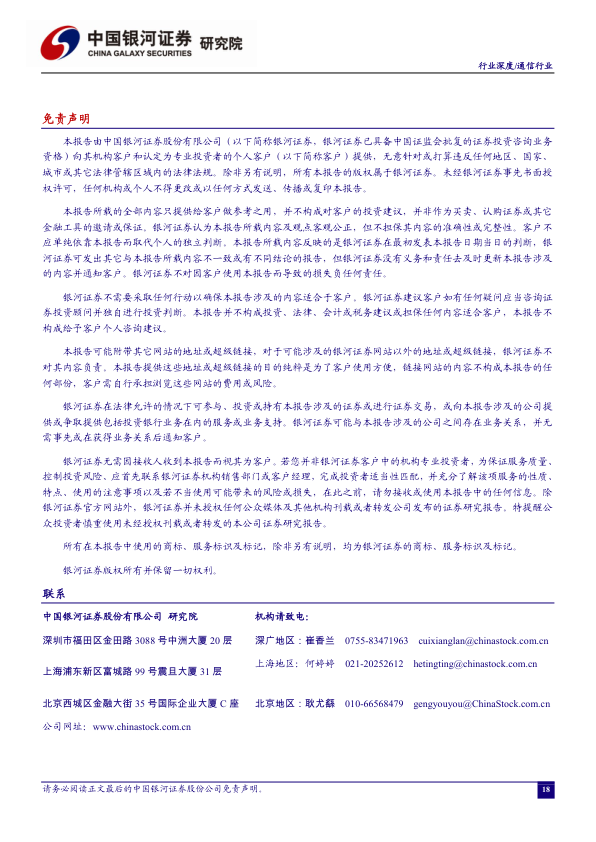 中国银河证券 研究院
CHINA GALAXY SECURITIES
行业深度/通信行业
免责声明
本报告由中国银河证券股份有限公司（以下简称银河证券，银河证券已具备中国证监会批复的证券投资咨询业务
资格）向其机构客户和认定为专业投资者的个人客户（以下简称客户）提供，无意针对或打算违反任何地区、国家、
城市或其它法律管辖区域内的法律法规。除非另有说明，所有本报告的版权属于银河证券。未经银河证券事先书面授
权许可，任何机构或个人不得更改或以任何方式发送、传播或复印本报告。
本报告所载的全部内容只提供给客户做参考之用，并不构成对客户的投资建议，并非作为买卖、认购证券或其它
金融工具的邀请或保证。银河证券认为本报告所载内容及观点客观公正，但不担保其内容的准确性或完整性。客户不
应单纯依靠本报告而取代个人的独立判断。本报告所载内容反映的是银河证券在最初发表本报告日期当日的判断，银
河证券可发出其它与本报告所载内容不一致或有不同结论的报告，但银河证券没有义务和责任去及时更新本报告涉及
的内容并通知客户。银河证券不对因客户使用本报告而导致的损失负任何责任。
银河证券不需要采取任何行动以确保本报告涉及的内容适合于客户。银河证券建议客户如有任何疑问应当咨询证
券投资顾问并独自进行投资判断。本报告并不构成投资、法律、会计或税务建议或担保任何内容适合客户，本报告不
构成给予客户个人咨询建议。
本报告可能附带其它网站的地址或超级链接，对于可能涉及的银河证券网站以外的地址或超级链接，银河证券不
对其内容负责。本报告提供这些地址或超级链接的目的纯粹是为了客户使用方便，链接网站的内容不构成本报告的任
何部份，客户需自行承担浏览这些网站的费用或风险。
银河证券在法律允许的情况下可参与、投资或持有本报告涉及的证券或进行证券交易，或向本报告涉及的公司提
供或争取提供包括投资银行业务在内的服务或业务支持。银河证券可能与本报告涉及的公司之间存在业务关系，并无
需事先或在获得业务关系后通知客户。
银河证券无需因接收人收到本报告而视其为客户。若您并非银河证券客户中的机构专业投资者，为保证服务质量、
控制投资风险、应首先联系银河证券机构销售部门或客户经理，完成投资者适当性匹配，并充分了解该项服务的性质、
特点、使用的注意事项以及若不当使用可能带来的风险或损失，在此之前，请勿接收或使用本报告中的任何信息。除
银河证券官方网站外，银河证券并未授权任何公众媒体及其他机构刊载或者转发公司发布的证券研究报告。特提醒公
众投资者慎重使用未经授权刊载或者转发的本公司证券研究报告。
所有在本报告中使用的商标、服务标识及标记，除非另有说明，均为银河证券的商标、服务标识及标记。
银河证券版权所有并保留一切权利。
联系
中国银河证券股份有限公司 研究院 机构请致电：
深圳市福田区金田路 3088 号中洲大厦 20 层 深广地区：崔香兰 0755-83471963 cuixianglan@chinastock.com.cn
上海浦东新区富城路 99 号震旦大厦 31 层 上海地区：何婷婷 021-20252612 hetingting@chinastock.com.cn
北京西城区金融大街 35 号国际企业大厦 C 座 北京地区：耿尤繇 010-66568479 gengyouyou@ChinaStock.com.cn
公司网址：www.chinastock.com.cn
请务必阅读正文最后的中国银河证券股份公司免责声明。 18